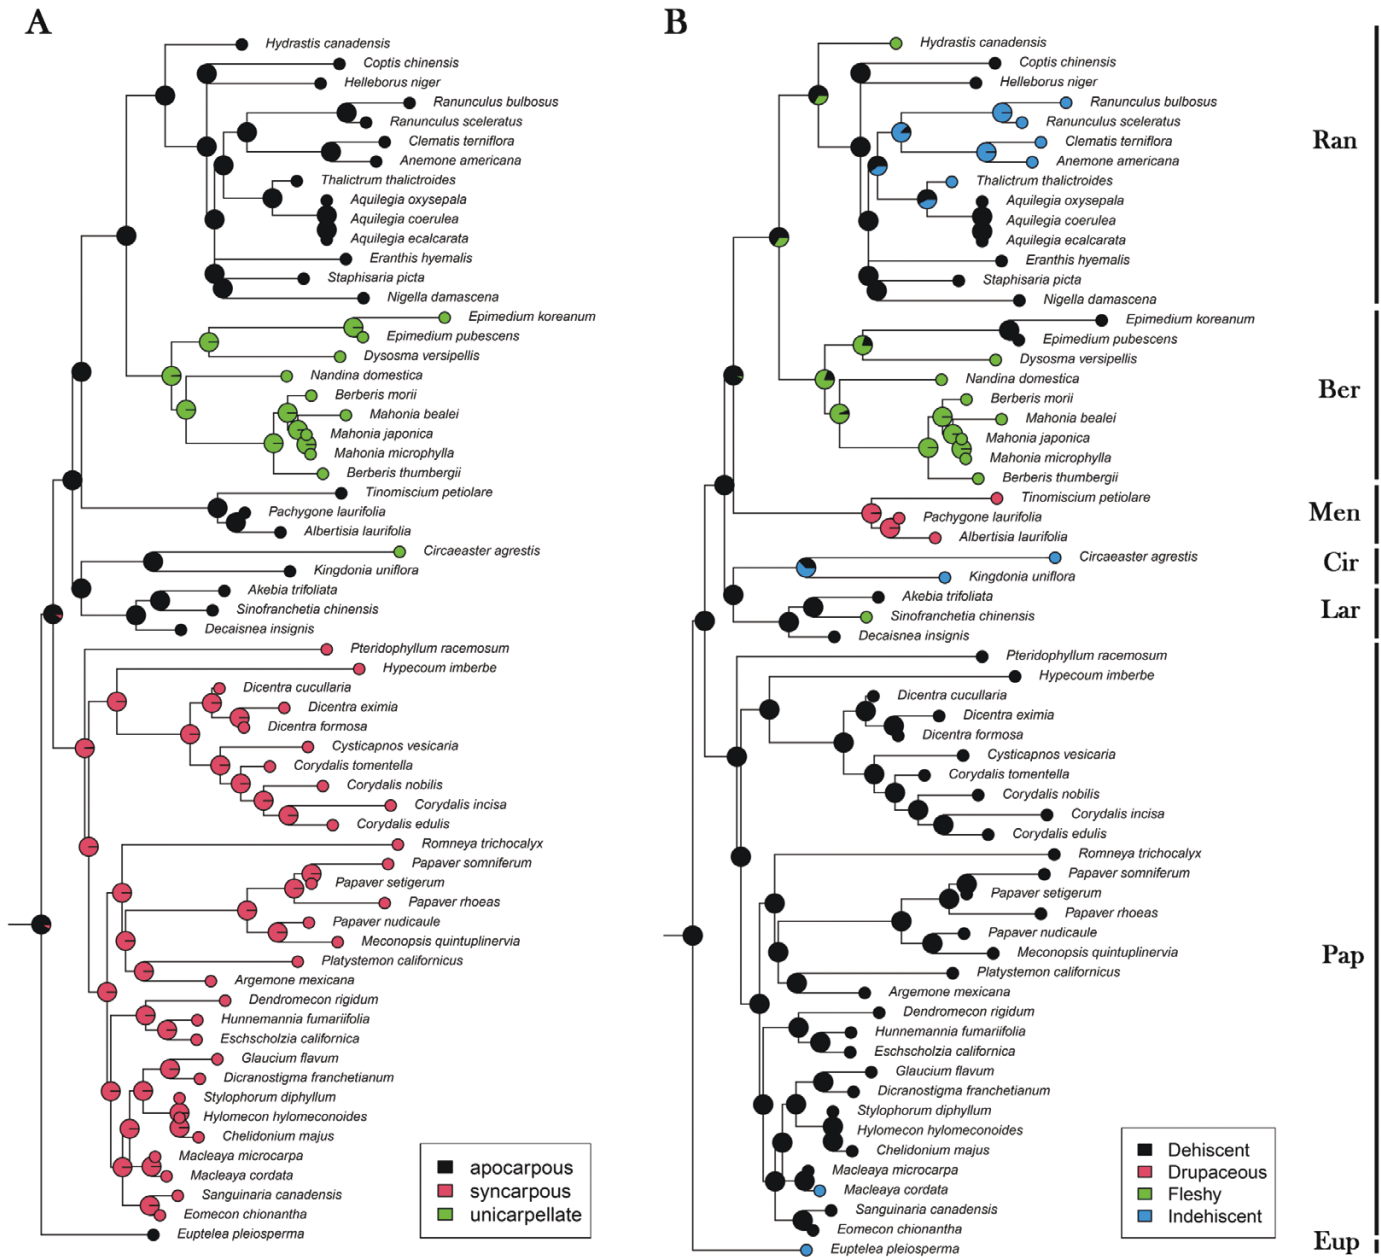 A
Hydrastis canadensis
Coptis chinensis
Helleborus niger
Ranunculus bulbosus
Ranunculus sceleratus
Clematis terniflora
Anemone americana
Thalictrum thalictroides
Aquilegia oxysepala
Aquilegia coerulea
Aquilegia ecalcarata
Eranthis hyemalis
Staphisaria picta
Nigella damascena
Epimedium koreanum
Epimedium pubescens
Dysosma versipellis
Nandina domestica
Berberis morii
Mahonia bealei
Mahonia japonica
Mahonia microphylla
Berberis thumbergii
Tinomiscium petiolare
Pachygone laurifolia
Albertisia laurifolia
Circaeaster agrestis
Kingdonia uniflora
Akebia trifoliata
Sinofranchetia chinensis
Decaisnea insignis
Pteridophyllum racemosum
Hypecoum imberbe
Dicentra cucullaria
Dicentra eximia
Dicentra formosa
Cysticapnos vesicaria
Corydalis tomentella
Corydalis nobilis
Corydalis incisa
Corydalis edulis
Romneya trichocalyx
Papaver somniferum
Papaver setigerum
Papaver rhoeas
Papaver nudicaule
Meconopsis quintuplinervia
Platystemon californicus
Argemone mexicana
Dendromecon rigidum
Hunnemannia fumariifolia
Eschscholzia californica
Glaucium flavum
Dicranostigma franchetianum
Stylophorum diphyllum
Hylomecon hylomeconoides
Chelidonium majus
Macleaya microcarpa
Macleaya cordata
Sanguinaria canadensis
Eomecon chionantha
Euptelea pleiosperma
apocarpous
syncarpous
unicarpellate
B
Hydrastis canadensis
Coptis chinensis
Helleborus niger
Ranunculus bulbosus
Ranunculus sceleratus
Clematis terniflora
Anemone americana
Thalictrum thalictroides
Aquilegia oxysepala
Aquilegia coerulea
Aquilegia ecalcarata
Eranthis hyemalis
Staphisaria picta
Nigella damascena
Epimedium koreanum
Epimedium pubescens
Dysosma versipellis
Nandina domestica
Berberis morii
Mahonia bealei
Mahonia japonica
Mahonia microphylla
Berberis thumbergii
Tinomiscium petiolare
Pachygone laurifolia
Albertisia laurifolia
Circaeaster agrestis
Kingdonia uniflora
Akebia trifoliata
Sinofranchetia chinensis
Decaisnea insignis
Pteridophyllum racemosum
Hypecoum imberbe
Dicentra cucullaria
Dicentra eximia
Dicentra formosa
Cysticapnos vesicaria
Corydalis tomentella
Corydalis nobilis
Corydalis incisa
Corydalis edulis
Romneya trichocalyx
Papaver somniferum
Papaver setigerum
Papaver rhoeas
Papaver nudicaule
Meconopsis quintuplinervia
Platystemon californicus
Argemone mexicana
Dendromecon rigidum
Hunnemannia fumariifolia
Eschscholzia californica
Glaucium flavum
Dicranostigma franchetianum
Stylophorum diphyllum
Hylomecon hylomeconoides
Chelidonium majus
Macleaya microcarpa
Macleaya cordata
Sanguinaria canadensis
Eomecon chionantha
Euptelea pleiosperma
Dehiscent
Drupaceous
Fleshy
Indehiscent
Ran
Ber
Men
Cir
Lar
Pap
Eup